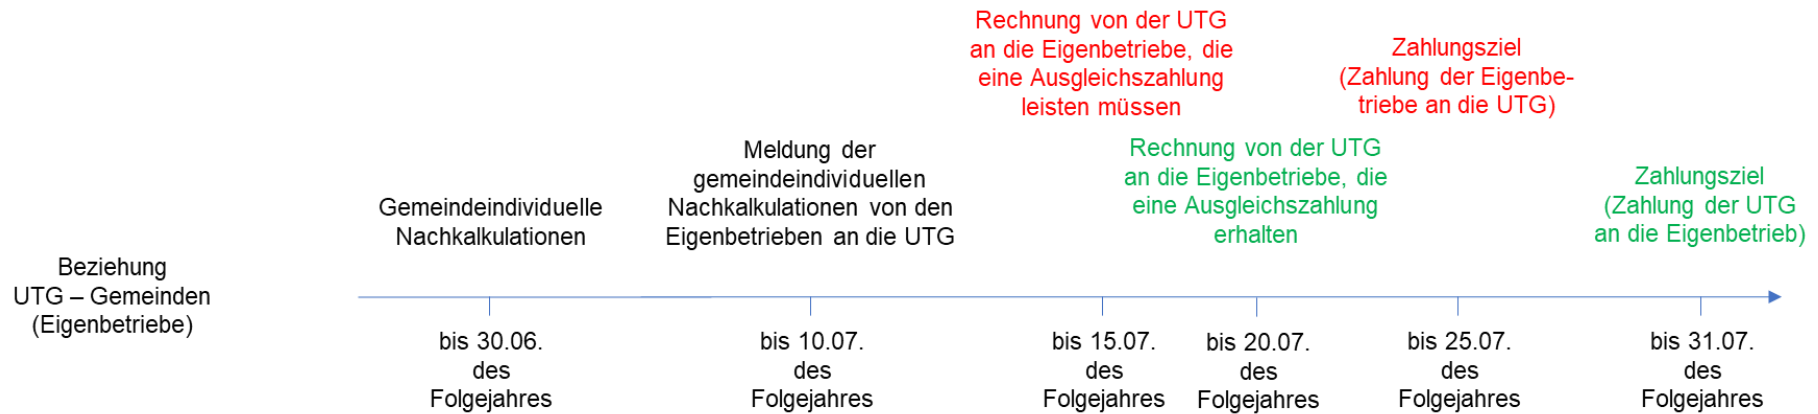 Rechnung von der UTG
an die Eigenbetriebe, die
eine Ausgleichszahlung
leisten müssen
Zahlungsziel
(Zahlung der Eigenbe-
triebe an die UTG)
Meldung der
gemeindeindividuellen
Nachkalkulationen von den
Eigenbetrieben an die UTG
Rechnung von der UTG
an die Eigenbetriebe, die
eine Ausgleichszahlung
erhalten
Zahlungsziel
(Zahlung der UTG
an die Eigenbetrieb)
Gemeindeindividuelle
Nachkalkulationen
Beziehung
UTG – Gemeinden
(Eigenbetriebe)
bis 30.06.
des
Folgejahres
bis 10.07.
des
Folgejahres
bis 15.07.
des
Folgejahres
bis 20.07.
des
Folgejahres
bis 25.07.
des
Folgejahres
bis 31.07.
des
Folgejahres